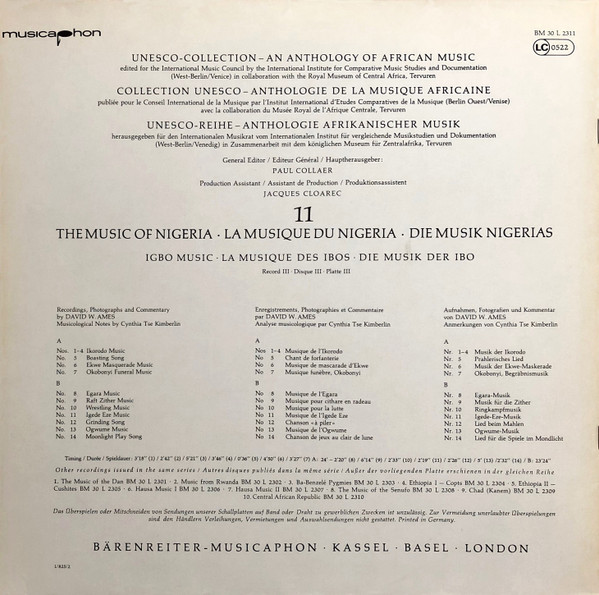 musicaphon
BM 30 L 2311
LC 0522
UNESCO-COLLECTION – AN ANTHOLOGY OF AFRICAN MUSIC
edited for the International Music Council by the International Institute for Comparative Music Studies and Documentation
(West-Berlin/Venice) in collaboration with the Royal Museum of Central Africa, Tervuren
COLLECTION UNESCO – ANTHOLOGIE DE LA MUSIQUE AFRICAINE
publiée pour le Conseil International de la Musique par l'Institut International d'Etudes Comparatives de la Musique (Berlin Ouest/Venise)
avec la collaboration du Musée Royal de l'Afrique Centrale, Tervuren
UNESCO-REIHE – ANTHOLOGIE AFRIKANISCHER MUSIK
herausgegeben für den Internationalen Musikrat vom Internationalen Institut für vergleichende Musikstudien und Dokumentation
(West-Berlin/Venedig) in Zusammenarbeit mit dem königlichen Museum für Zentralafrika, Tervuren
General Editor / Editeur Général / Hauptherausgeber:
PAUL COLLAER
Production Assistant / Assistant de Production / Produktionsassistent
JACQUES CLOAREC
11
THE MUSIC OF NIGERIA · LA MUSIQUE DU NIGERIA · DIE MUSIK NIGERIAS
IGBO MUSIC · LA MUSIQUE DES IBOS · DIE MUSIK DER IBO
Record III · Disque III · Platte III
Recordings, Photographs and Commentary
by DAVID W. AMES
Musicological Notes by Cynthia Tse Kimberlin
A
Nos. 1–4 Ikorodo Music
No. 5 Boasting Song
No. 6 Ekwe Masquerade Music
No. 7 Okobonyi Funeral Music
B
No. 8 Egara Music
No. 9 Raft Zither Music
No. 10 Wrestling Music
No. 11 Igede Eze Music
No. 12 Grinding Song
No. 13 Ogwume Music
No. 14 Moonlight Play Song
Enregistrements, Photographies et Commentaire
par DAVID W. AMES
Analyse musicologique par Cynthia Tse Kimberlin
A
Nos 1–4 Musique de l'Ikorodo
No 5 Chant de forfanterie
No 6 Musique de mascarade d'Ekwe
No 7 Musique funèbre, Okobonyi
B
No 8 Musique de l'Egara
No 9 Musique pour cithare en radeau
No 10 Musique pour la lutte
No 11 Musique de l'Igede Eze
No 12 Chanson «à piler»
No 13 Musique de l'Ogwume
No 14 Chanson de jeux au clair de lune
Aufnahmen, Fotografien und Kommentar
von DAVID W. AMES
Anmerkungen von Cynthia Tse Kimberlin
A
Nr. 1–4 Musik der Ikorodo
Nr. 5 Prahlerisches Lied
Nr. 6 Musik der Ekwe-Maskerade
Nr. 7 Okobonyi, Begräbnismusik
B
Nr. 8 Egara-Musik
Nr. 9 Musik für die Zither
Nr. 10 Ringkampfmusik
Nr. 11 Igede-Eze-Musik
Nr. 12 Lied beim Mahlen
Nr. 13 Ogwume-Musik
Nr. 14 Lied für die Spiele im Mondlicht
Timing / Durée / Spieldauer:
Other recordings issued in the same series / Autres disques publiés dans la même série / Außer der vorliegenden Platte erschienen in der gleichen Reihe
1. The Music of the Dan BM 30 L 2301 · 2. Music from Rwanda BM 30 L 2302 · 3. Ba-Benzélé Pygmies BM 30 L 2303 · 4. Ethiopia I – Copts BM 30 L 2304 · 5. Ethiopia II –
Cushites BM 30 L 2305 · 6. Hausa Music I BM 30 L 2306 · 7. Hausa Music II BM 30 L 2307 · 8. The Music of the Senufo BM 30 L 2308 · 9. Chad (Kanem) BM 30 L 2309
10. Central African Republic BM 30 L 2310
Das Überspielen oder Mitschneiden von Sendungen unserer Schallplatten auf Band oder Draht zu gewerblichen Zwecken ist unzulässig. Zur Vermeidung unerlaubter Überspielungen
sind den Händlern Verleihungen, Vermietungen und Auswahlsendungen nicht gestattet. Printed in Germany.
BÄRENREITER-MUSICAPHON · KASSEL · BASEL · LONDON